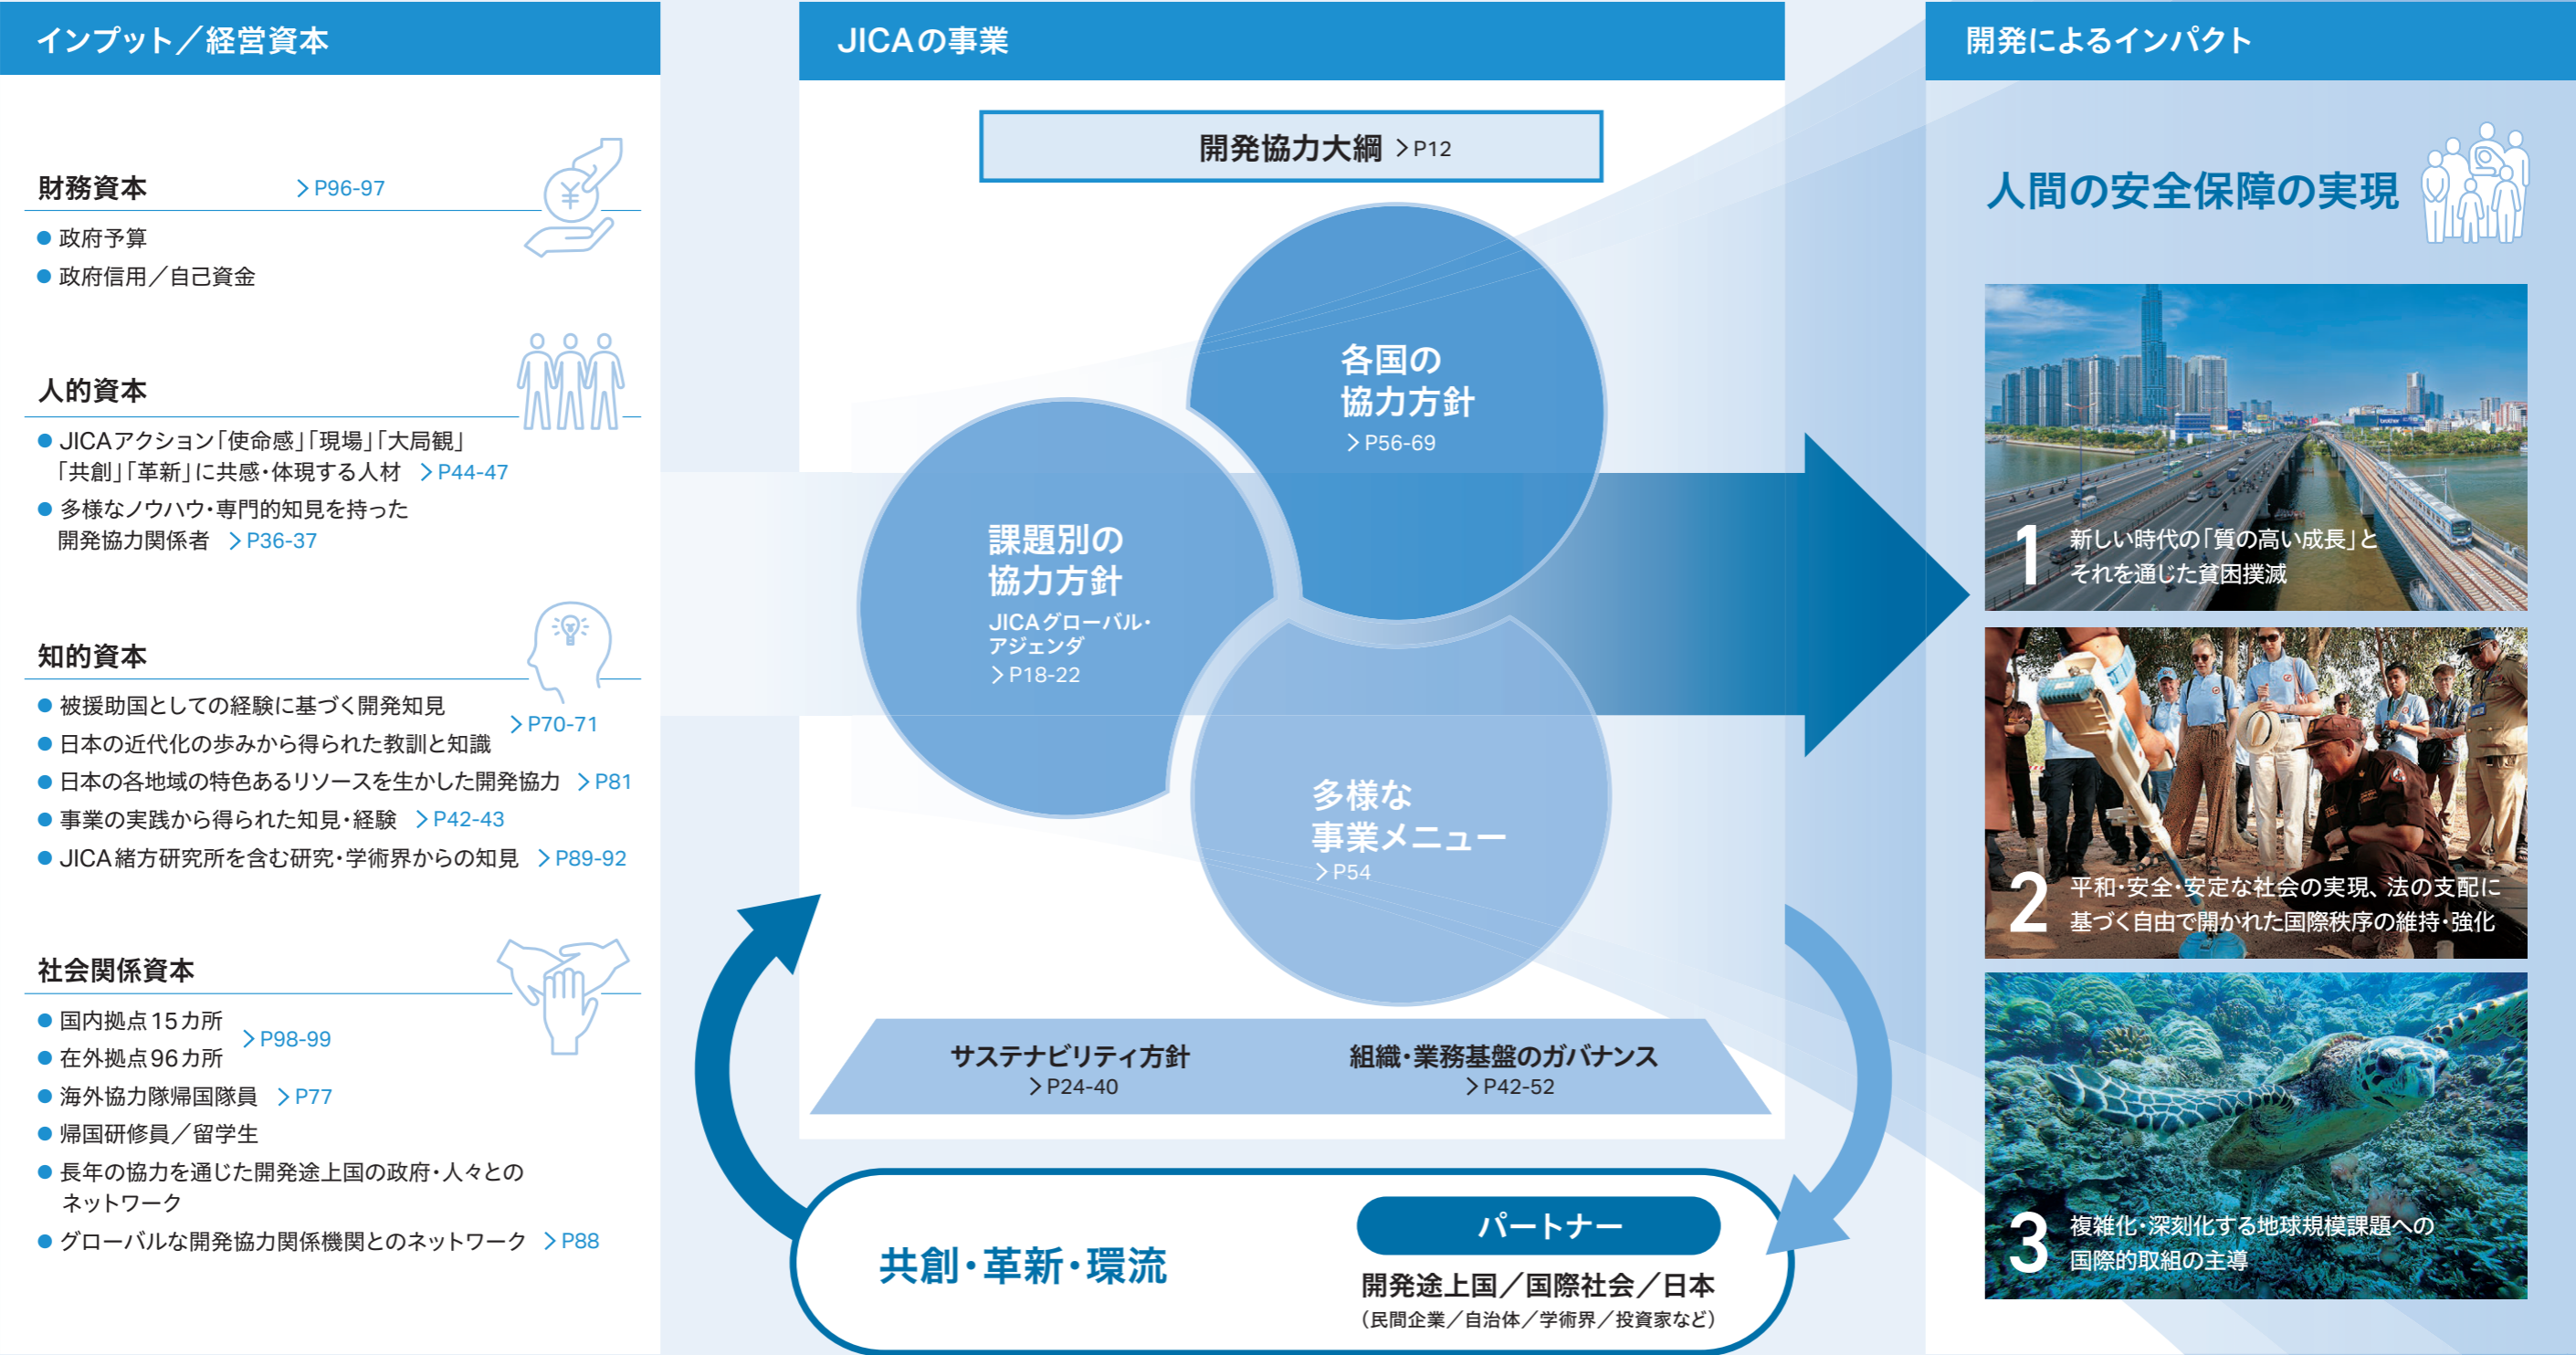 インプット／経営資本
財務資本 >P96-97
● 政府予算
● 政府信用／自己資金
人的資本
● JICAアクション「使命感」「現場」「大局観」
「共創」「革新」に共感・体現する人材 >P44-47
● 多様なノウハウ・専門的知見を持った
開発協力関係者 >P36-37
知的資本
● 被援助国としての経験に基づく開発知見
>P70-71
● 日本の近代化の歩みから得られた教訓と知識
● 日本の各地域の特色あるリソースを生かした開発協力 >P81
● 事業の実践から得られた知見・経験 >P42-43
● JICA緒方研究所を含む研究・学術界からの知見 >P89-92
社会関係資本
● 国内拠点15カ所
>P98-99
● 在外拠点96カ所
● 海外協力隊帰国隊員 >P77
● 帰国研修員／留学生
● 長年の協力を通じた開発途上国の政府・人々との
ネットワーク
● グローバルな開発協力関係機関とのネットワーク >P88
JICAの事業
開発協力大綱 >P12
各国の
協力方針
>P56-69
課題別の
協力方針
JICAグローバル・
アジェンダ
>P18-22
多様な
事業メニュー
>P54
サステナビリティ方針
>P24-40
組織・業務基盤のガバナンス
>P42-52
共創・革新・環流
パートナー
開発途上国／国際社会／日本
（民間企業／自治体／学術界／投資家など）
開発によるインパクト
人間の安全保障の実現
1 新しい時代の「質の高い成長」と
それを通じた貧困撲滅
2 平和・安全・安定な社会の実現、法の支配に
基づく自由で開かれた国際秩序の維持・強化
3 複雑化・深刻化する地球規模課題への
国際的取組の主導